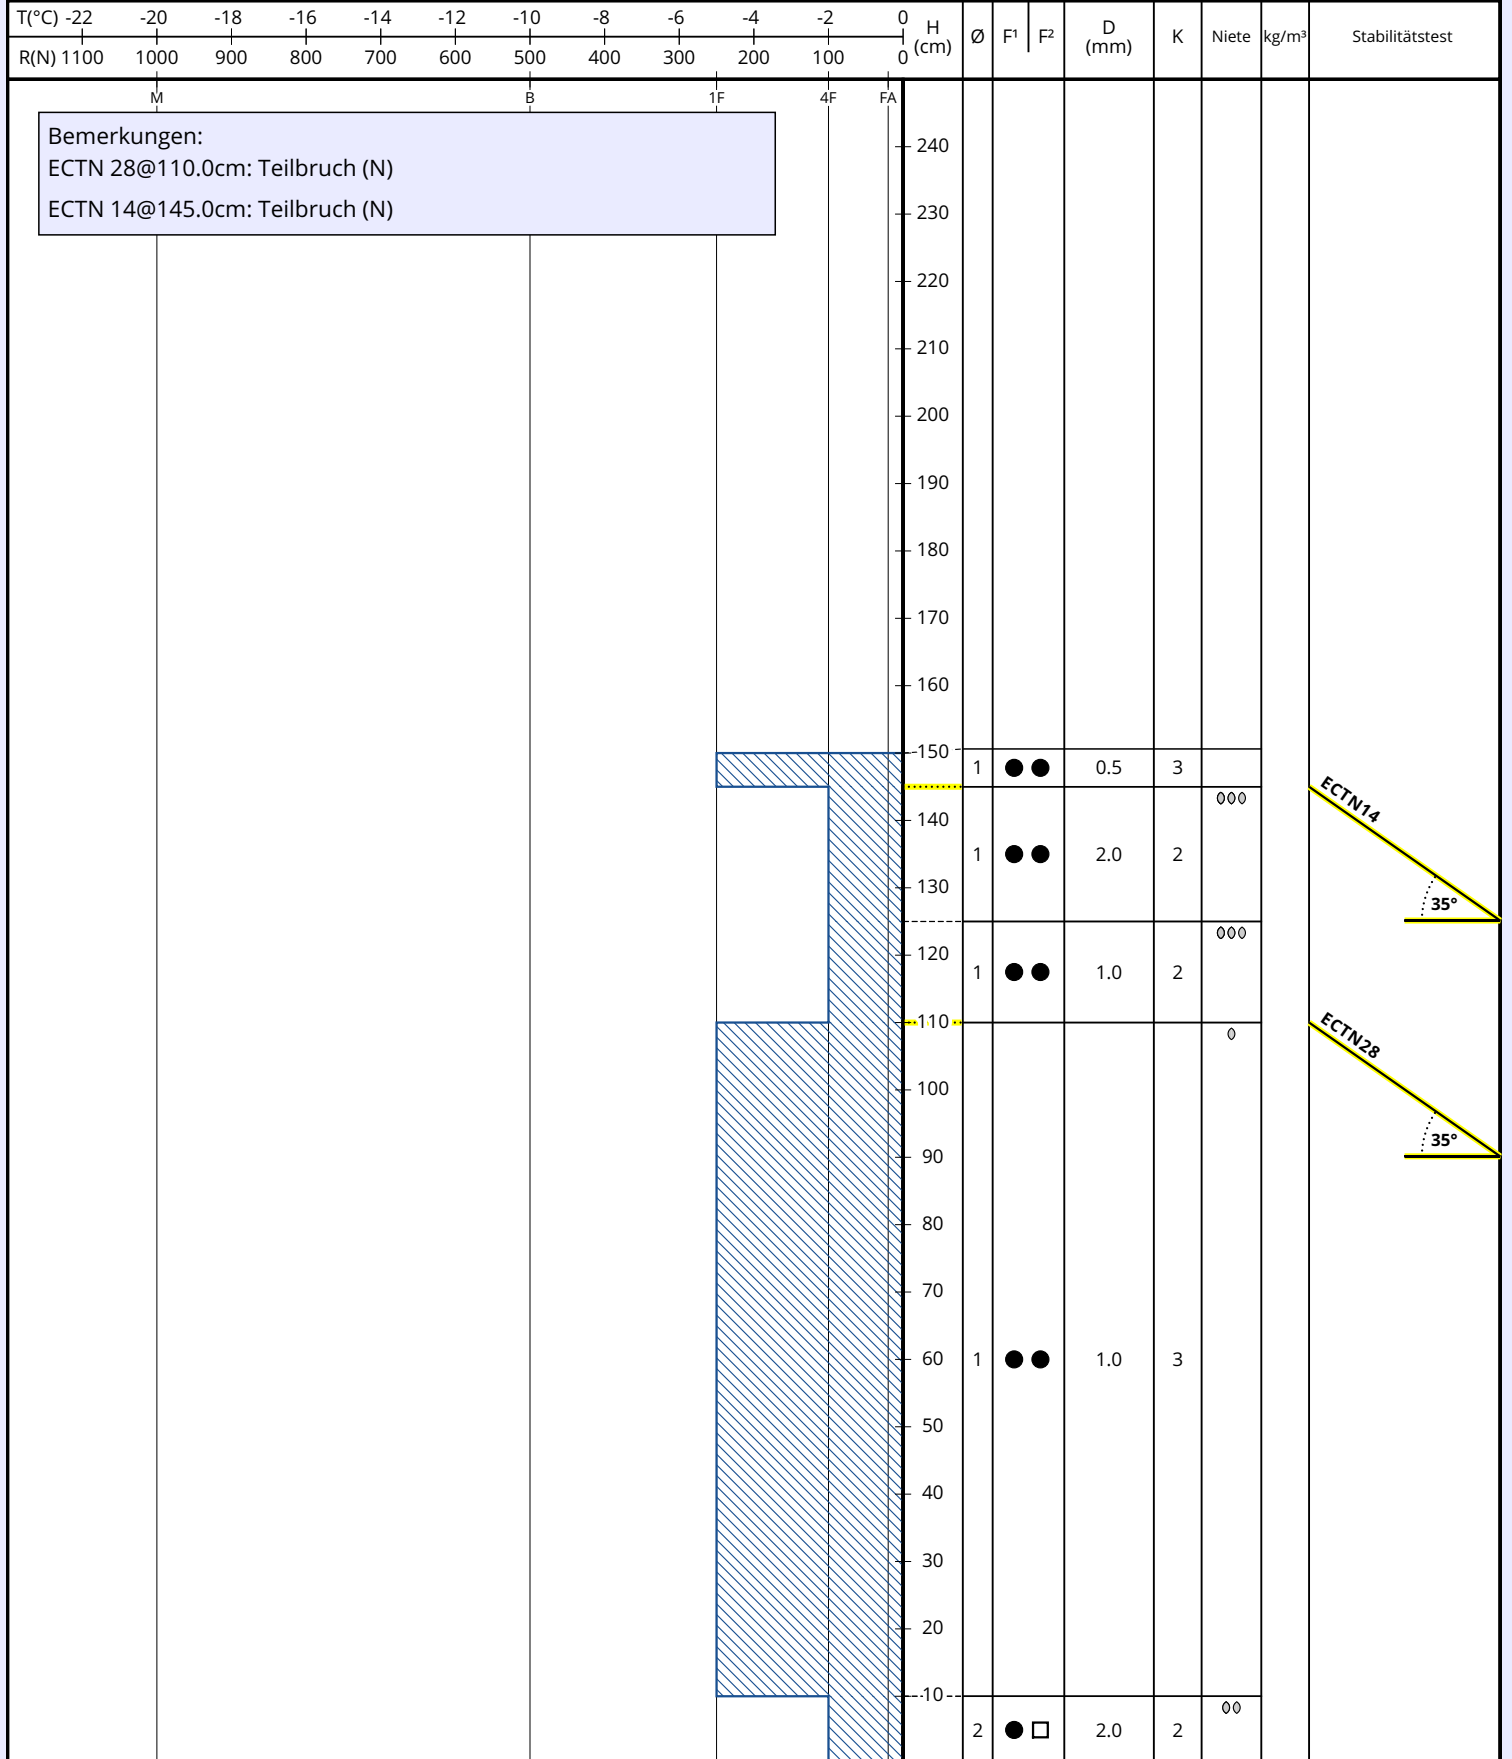 T(°C) -22 -20 -18 -16 -14 -12 -10 -8 -6 -4 -2 0
R(N) 1100 1000 900 800 700 600 500 400 300 200 100 0
H (cm) Ø F¹ F² D (mm) K Niete kg/m³ Stabilitätstest
M B 1F 4F FA
Bemerkungen:
ECTN 28@110.0cm: Teilbruch (N)
ECTN 14@145.0cm: Teilbruch (N)
240
230
220
210
200
190
180
170
160
150
1 0.5 3
ECTN14
140
1 2.0 2
130
35°
120
1 1.0 2
110
ECTN28
100
35°
90
80
70
60 1 1.0 3
50
40
30
20
10
2 2.0 2